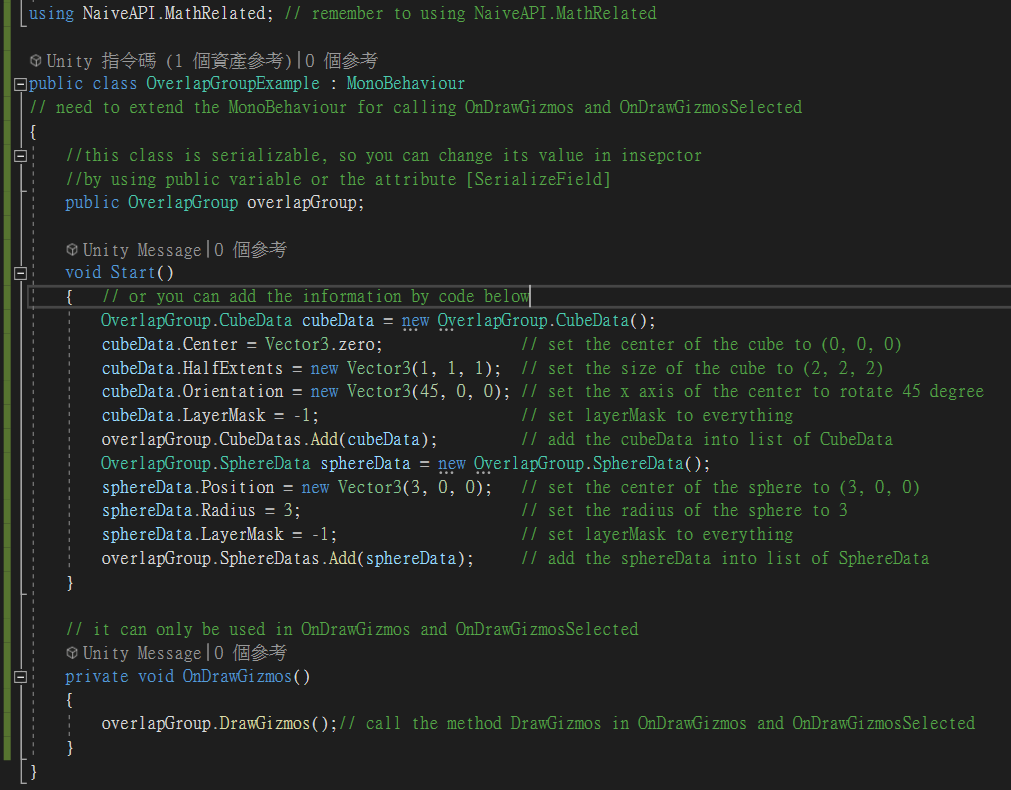 using NaiveAPI.MathRelated; // remember to using NaiveAPI.MathRelated
Unity 指令碼 (1 個資產參考)|0 個參考
public class OverlapGroupExample : MonoBehaviour
// need to extend the MonoBehaviour for calling OnDrawGizmos and OnDrawGizmosSelected
{
//this class is serializable, so you can change its value in insepctor
//by using public variable or the attribute [SerializeField]
public OverlapGroup overlapGroup;
Unity Message|0 個參考
void Start()
{ // or you can add the information by code below
OverlapGroup.CubeData cubeData = new OverlapGroup.CubeData();
cubeData.Center = Vector3.zero; // set the center of the cube to (0, 0, 0)
cubeData.HalfExtents = new Vector3(1, 1, 1); // set the size of the cube to (2, 2, 2)
cubeData.Orientation = new Vector3(45, 0, 0); // set the x axis of the center to rotate 45 degree
cubeData.LayerMask = -1; // set layerMask to everything
overlapGroup.CubeDatas.Add(cubeData); // add the cubeData into list of CubeData
OverlapGroup.SphereData sphereData = new OverlapGroup.SphereData();
sphereData.Position = new Vector3(3, 0, 0); // set the center of the sphere to (3, 0, 0)
sphereData.Radius = 3; // set the radius of the sphere to 3
sphereData.LayerMask = -1; // set layerMask to everything
overlapGroup.SphereDatas.Add(sphereData); // add the sphereData into list of SphereData
}
// it can only be used in OnDrawGizmos and OnDrawGizmosSelected
Unity Message|0 個參考
private void OnDrawGizmos()
{
overlapGroup.DrawGizmos();// call the method DrawGizmos in OnDrawGizmos and OnDrawGizmosSelected
}
}